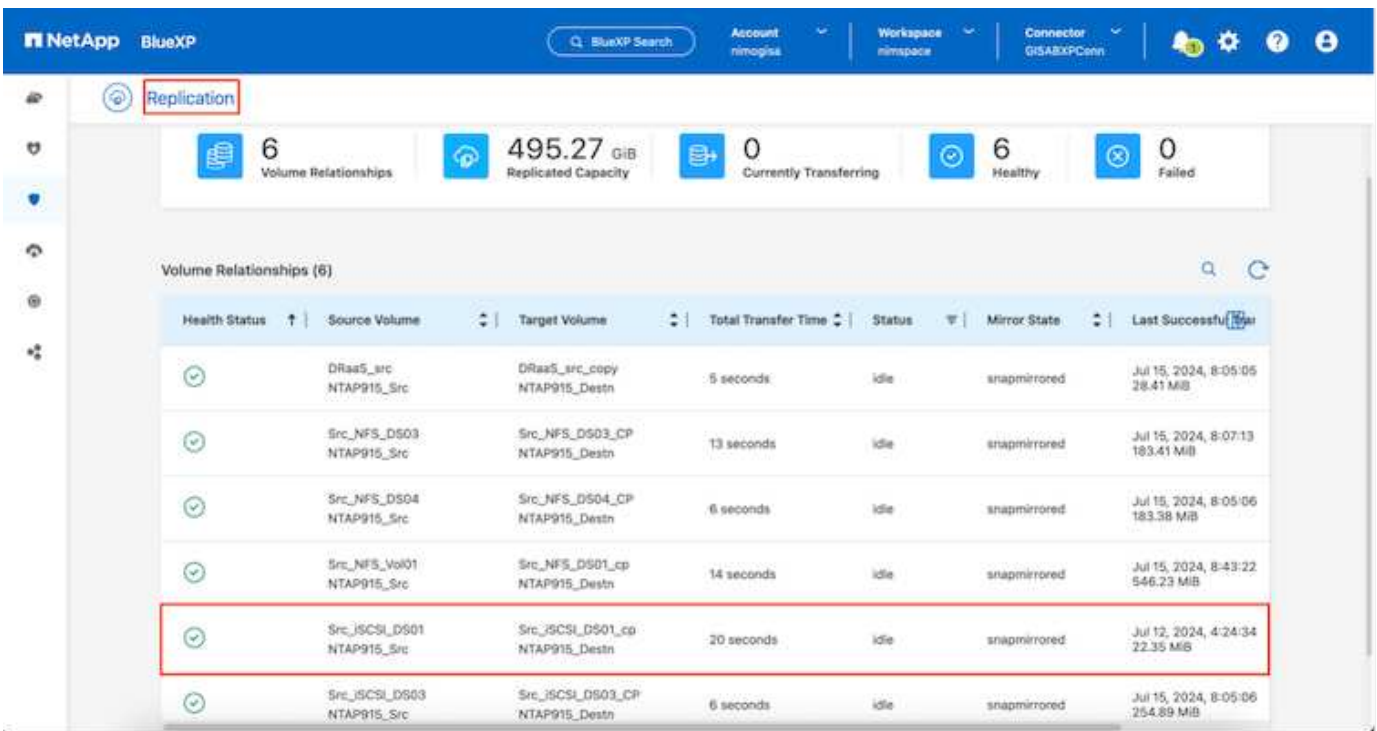 NetApp BlueXP BlueXP Search Account Workspace Connector
nimogisa nimspace GISABXPConn
Replication
6 495.27 GiB 0 6 0
Volume Relationships Replicated Capacity Currently Transferring Healthy Failed
Volume Relationships (6)
Health Status Source Volume Target Volume Total Transfer Time Status Mirror State Last Successful
DRaaS_src DRaaS_src_copy 5 seconds idle snapmirrored Jul 15, 2024, 8:05:05
NTAP915_Src NTAP915_Destn 28.41 MiB
Src_NFS_DS03 Src_NFS_DS03_CP 13 seconds idle snapmirrored Jul 15, 2024, 8:07:13
NTAP915_Src NTAP915_Destn 183.41 MiB
Src_NFS_DS04 Src_NFS_DS04_CP 6 seconds idle snapmirrored Jul 15, 2024, 8:05:06
NTAP915_Src NTAP915_Destn 183.38 MiB
Src_NFS_Vol01 Src_NFS_DS01_cp 14 seconds idle snapmirrored Jul 15, 2024, 8:43:22
NTAP915_Src NTAP915_Destn 546.23 MiB
Src_iSCSI_DS01 Src_iSCSI_DS01_cp 20 seconds idle snapmirrored Jul 12, 2024, 4:24:34
NTAP915_Src NTAP915_Destn 22.35 MiB
Src_iSCSI_DS03 Src_iSCSI_DS03_CP 6 seconds idle snapmirrored Jul 15, 2024, 8:05:06
NTAP915_Src NTAP915_Destn 254.89 MiB